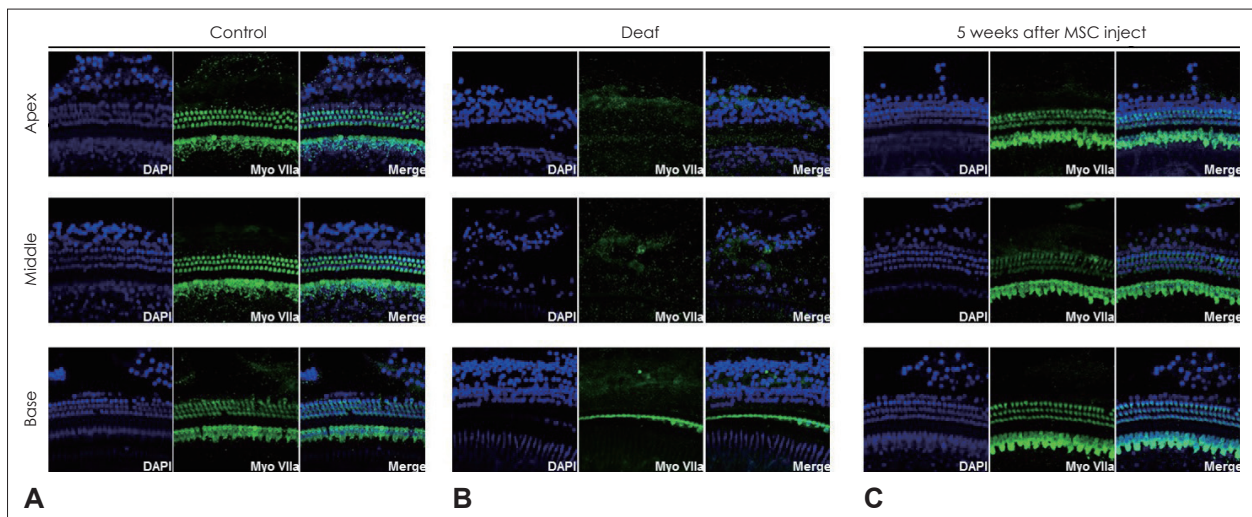 Control
Deaf
5 weeks after MSC inject
Apex
DAPI
Myo VIIa
Merge
DAPI
Myo VIIa
Merge
DAPI
Myo VIIa
Merge
Middle
DAPI
Myo VIIa
Merge
DAPI
Myo VIIa
Merge
DAPI
Myo VIIa
Merge
Base
DAPI
Myo VIIa
Merge
DAPI
Myo VIIa
Merge
DAPI
Myo VIIa
Merge
A
B
C